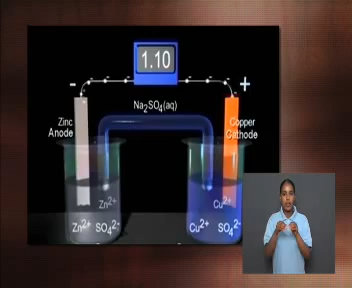 1.10
- +
Na₂SO₄(aq)
Zinc
Anode
Copper
Cathode
Zn²⁺
Cu²⁺
Zn²⁺ SO₄²⁻
Cu²⁺ SO₄²⁻